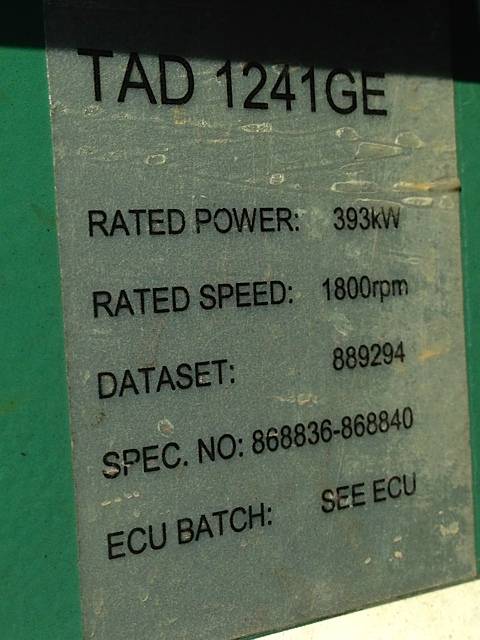 TAD 1241GE
RATED POWER: 393kW
RATED SPEED: 1800rpm
DATASET: 889294
SPEC. NO: 868836-868840
ECU BATCH: SEE ECU